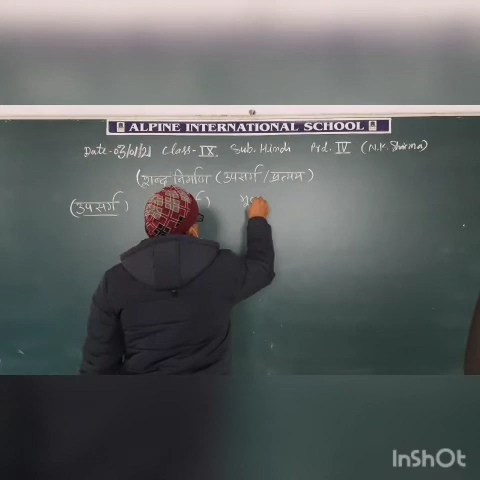 ALPINE INTERNATIONAL SCHOOL
Date-03/01/21 Class-IX Sub. Hindi Prd. IV (N.K. Sharma)
(शब्द निर्माण (उपसर्ग/प्रत्यय)
(उपसर्ग)
InShOt